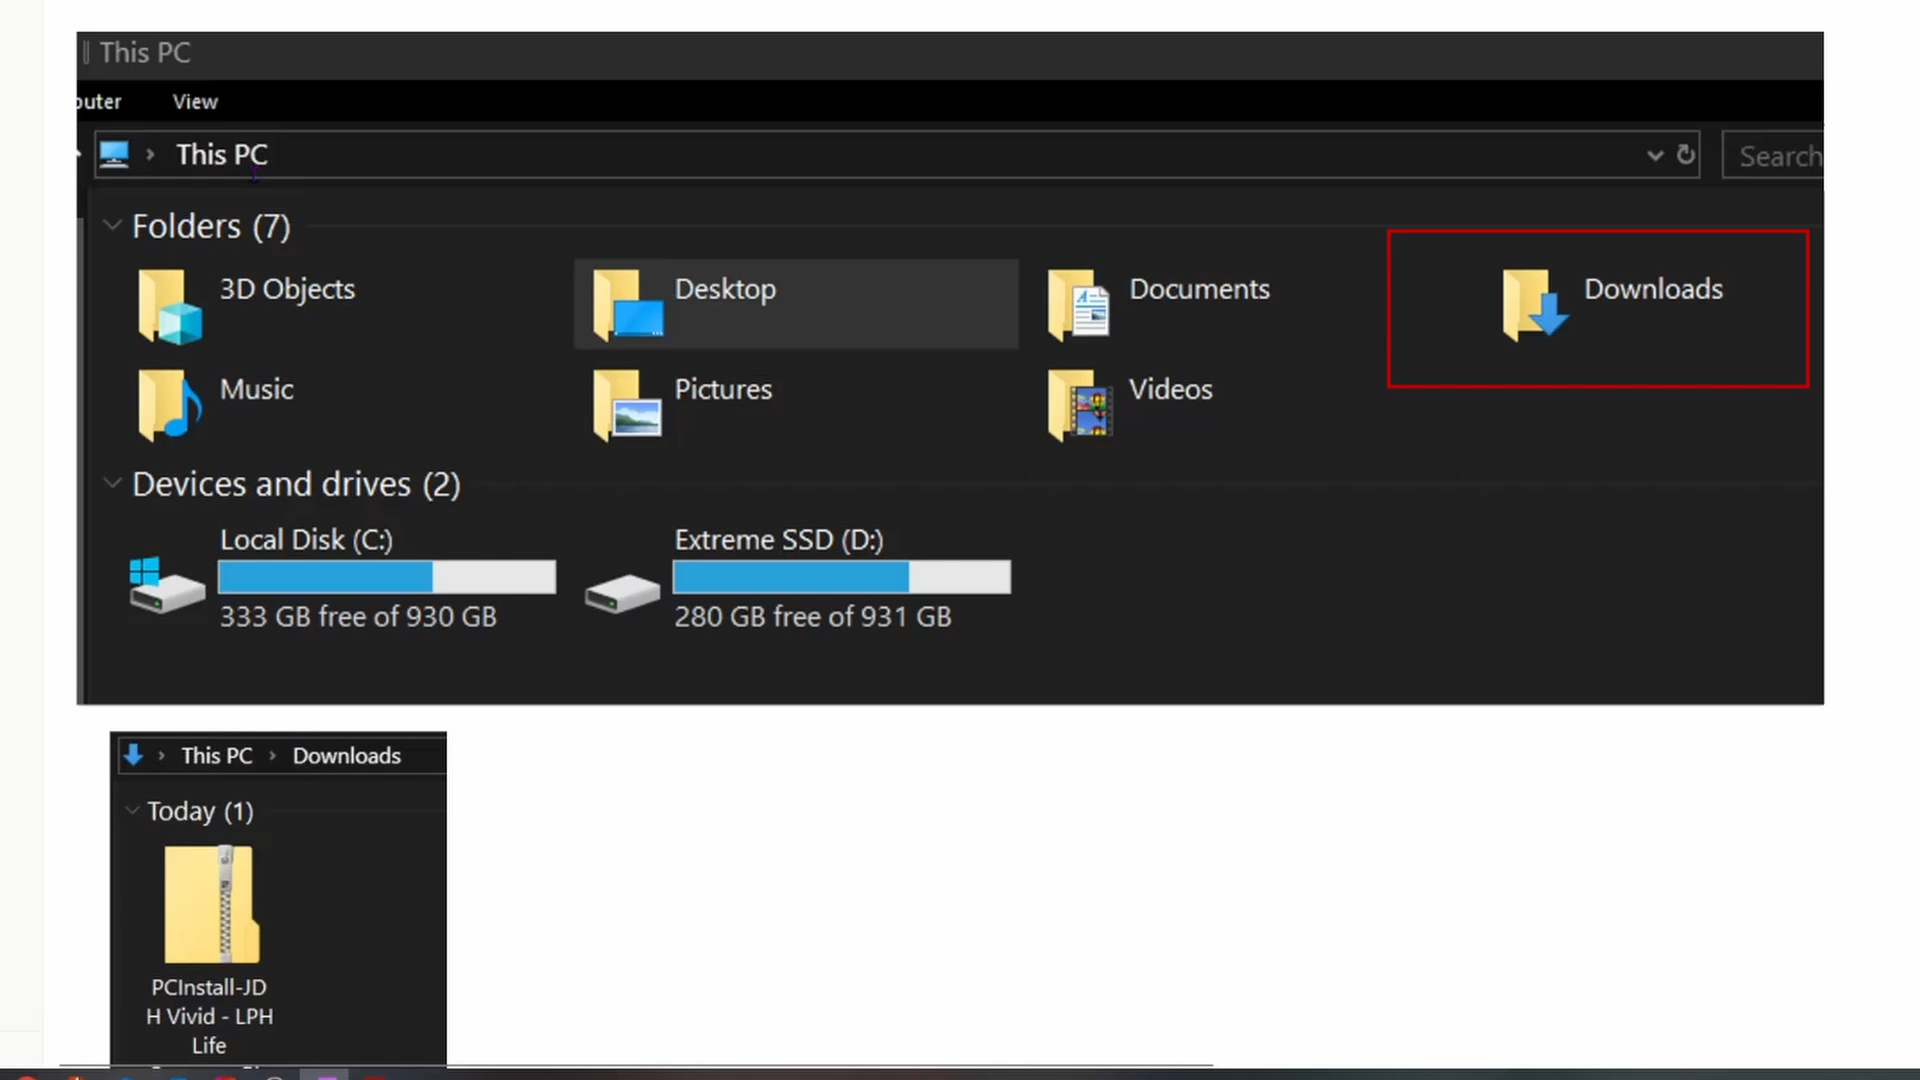 This PC
outer View
This PC Search
Folders (7)
3D Objects Desktop Documents Downloads
Music Pictures Videos
Devices and drives (2)
Local Disk (C:) Extreme SSD (D:)
333 GB free of 930 GB 280 GB free of 931 GB
This PC Downloads
Today (1)
PCInstall-JD
H Vivid - LPH
Life